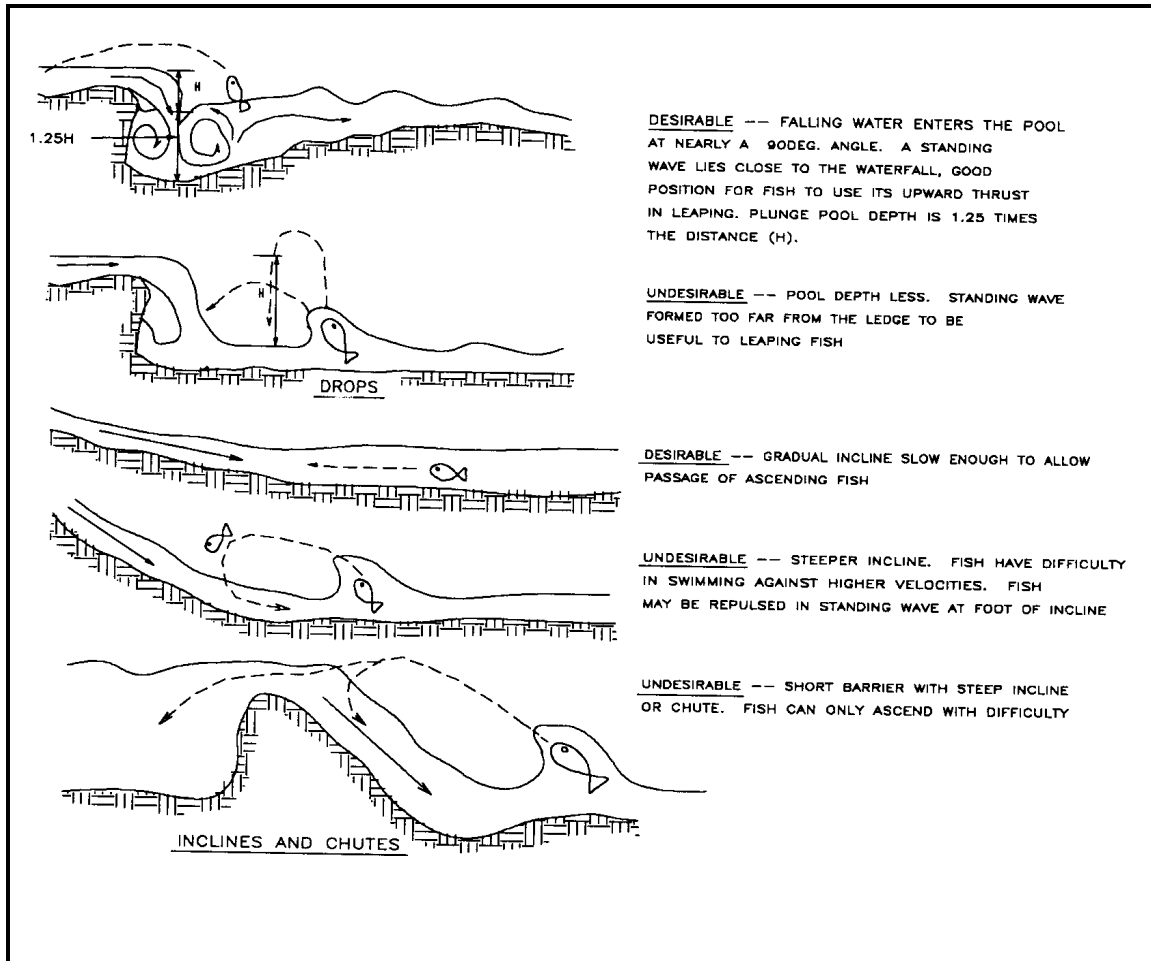 H
1.25H
DESIRABLE -- FALLING WATER ENTERS THE POOL
AT NEARLY A 90DEG. ANGLE. A STANDING
WAVE LIES CLOSE TO THE WATERFALL, GOOD
POSITION FOR FISH TO USE ITS UPWARD THRUST
IN LEAPING. PLUNGE POOL DEPTH IS 1.25 TIMES
THE DISTANCE (H).
H
UNDESIRABLE -- POOL DEPTH LESS. STANDING WAVE
FORMED TOO FAR FROM THE LEDGE TO BE
USEFUL TO LEAPING FISH
DROPS
DESIRABLE -- GRADUAL INCLINE SLOW ENOUGH TO ALLOW
PASSAGE OF ASCENDING FISH
UNDESIRABLE -- STEEPER INCLINE. FISH HAVE DIFFICULTY
IN SWIMMING AGAINST HIGHER VELOCITIES. FISH
MAY BE REPULSED IN STANDING WAVE AT FOOT OF INCLINE
UNDESIRABLE -- SHORT BARRIER WITH STEEP INCLINE
OR CHUTE. FISH CAN ONLY ASCEND WITH DIFFICULTY
INCLINES AND CHUTES